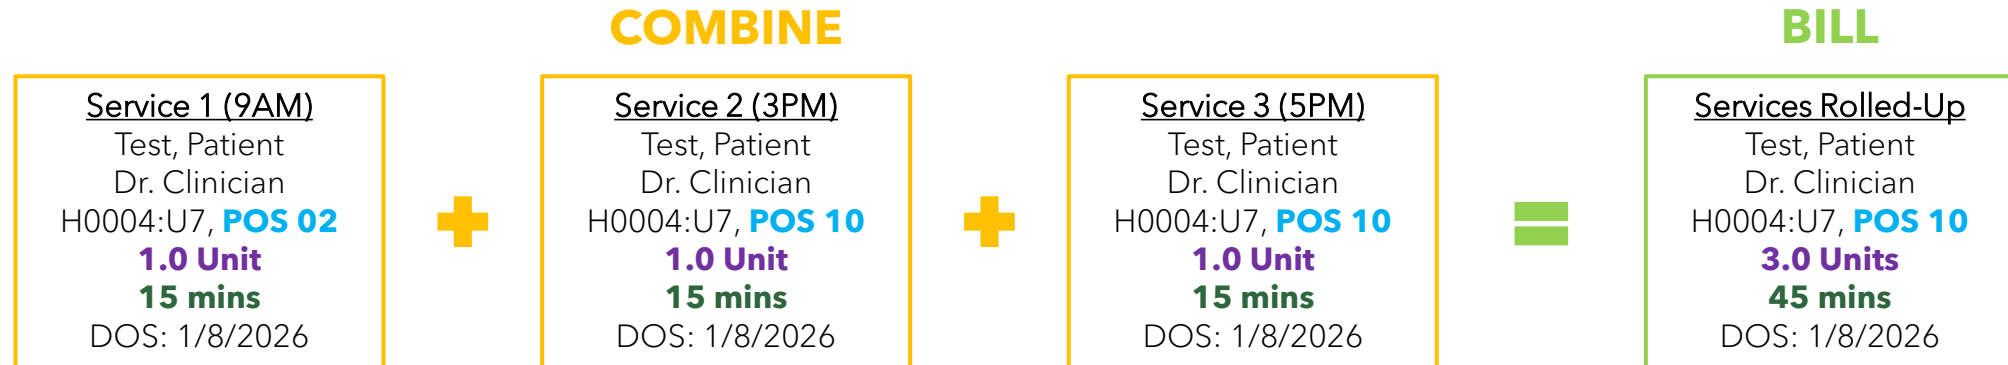 COMBINE
BILL
Service 1 (9AM)
Test, Patient
Dr. Clinician
H0004:U7, POS 02
1.0 Unit
15 mins
DOS: 1/8/2026
Service 2 (3PM)
Test, Patient
Dr. Clinician
H0004:U7, POS 10
1.0 Unit
15 mins
DOS: 1/8/2026
Service 3 (5PM)
Test, Patient
Dr. Clinician
H0004:U7, POS 10
1.0 Unit
15 mins
DOS: 1/8/2026
Services Rolled-Up
Test, Patient
Dr. Clinician
H0004:U7, POS 10
3.0 Units
45 mins
DOS: 1/8/2026